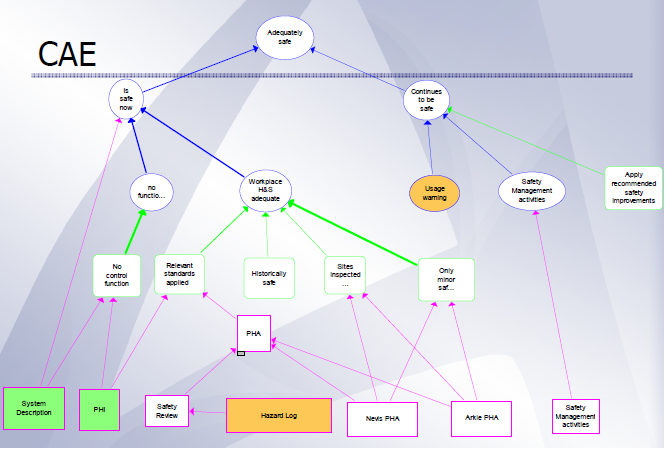 CAE
Adequately
safe
Is
safe
now
Continues
to be
safe
no
functio...
Workplace
H&S
adequate
Usage
warning
Safety
Management
activities
Apply
recommended
safety
improvements
No
control
function
Relevant
standards
applied
Historically
safe
Sites
inspected
...
Only
minor
saf...
PHA
System
Description
PHI
Safety
Review
Hazard Log
Nevis PHA
Arkle PHA
Safety
Management
activities